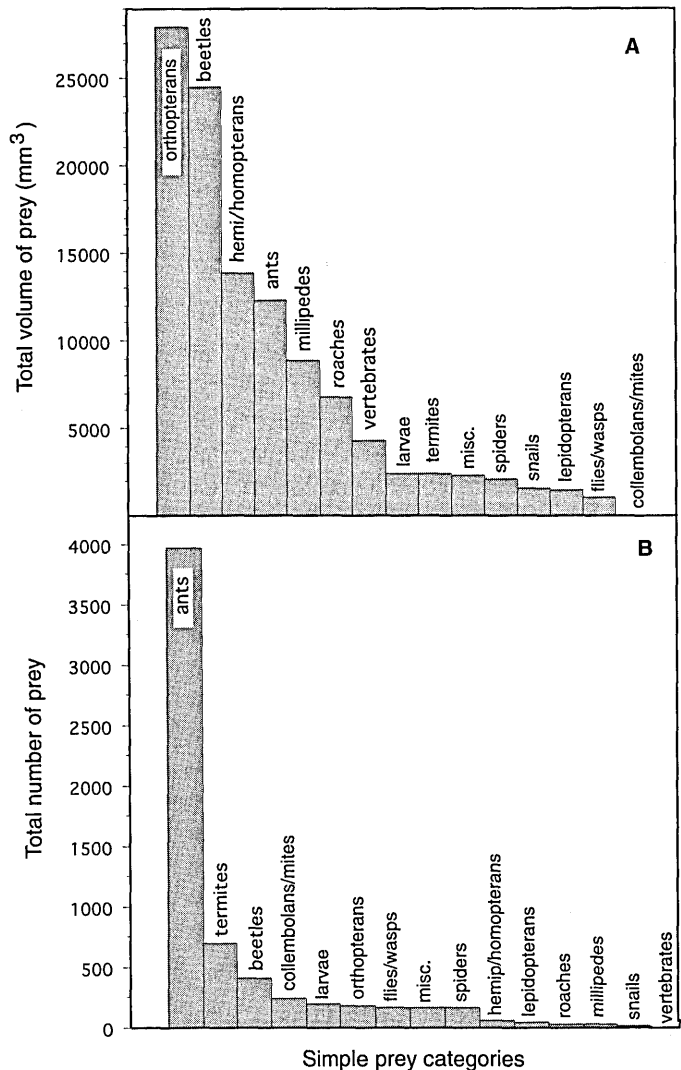 A
Total volume of prey (mm3)
25000
20000
15000
10000
5000
orthopterans
beetles
hemi/homopterans
ants
millipedes
roaches
vertebrates
larvae
termites
misc.
spiders
snails
lepidopterans
flies/wasps
collembolans/mites
B
Total number of prey
4000
3500
3000
2500
2000
1500
1000
500
0
ants
termites
beetles
collembolans/mites
larvae
orthopterans
flies/wasps
misc.
spiders
hemip/homopterans
lepidopterans
roaches
millipedes
snails
vertebrates
Simple prey categories